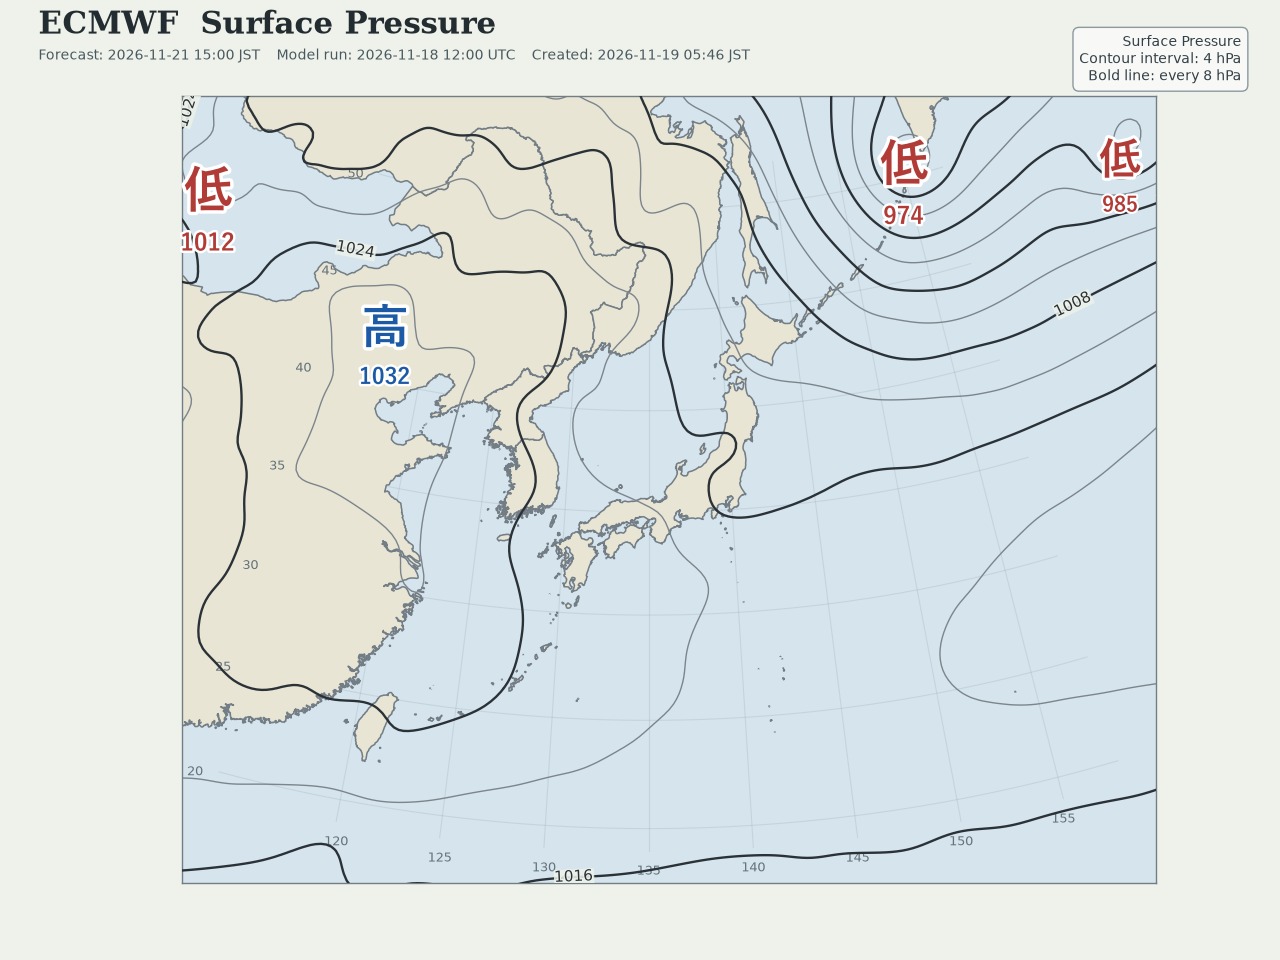 ECMWF  Surface Pressure
Forecast: 2026-11-21 15:00 JST    Model run: 2026-11-18 12:00 UTC    Created: 2026-11-19 05:46 JST
Surface Pressure
Contour interval: 4 hPa
Bold line: every 8 hPa
1024
低
1012
低
974
低
985
50
1024
45
高
1032
1008
40
35
30
25
20
120
125
130
135
140
145
150
155
1016